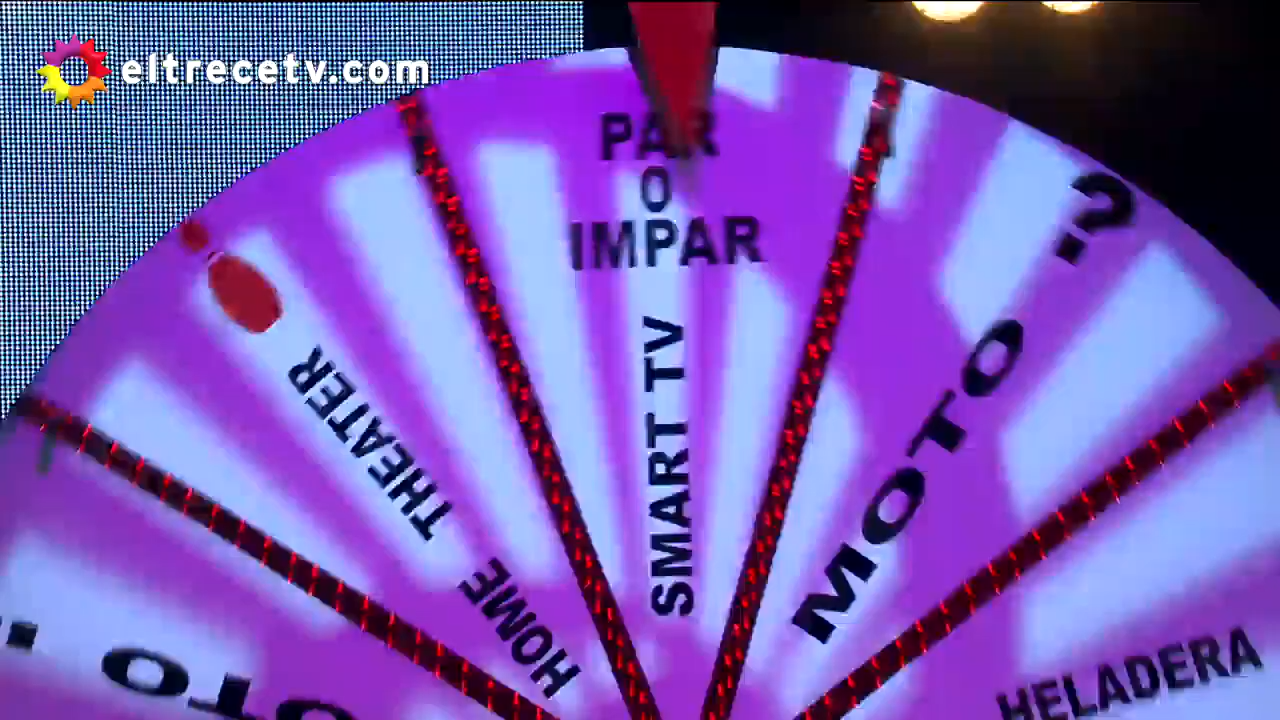 eltrecetv.com
PAR
O
IMPAR
SMART TV
HOME THEATER
MOTO ?
HELADERA